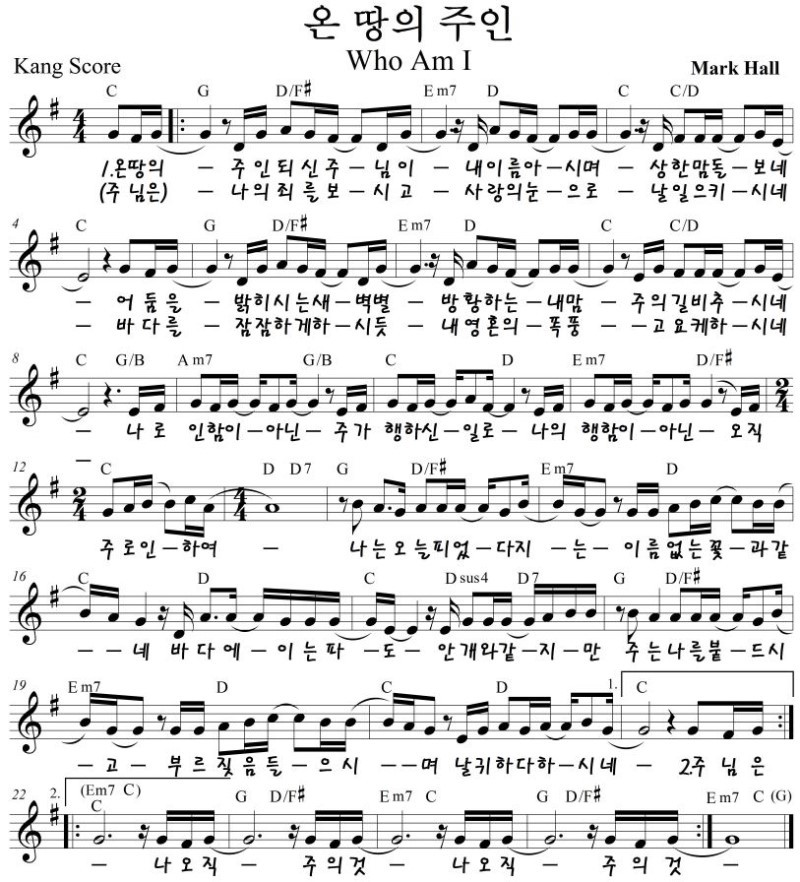 온 땅의 주인
Who Am I
Kang Score
Mark Hall
C G D/F# Em7 D C C/D
1.온땅의 – 주인되신주–님이 – 내이름아–시며 – 상한맘돌–보네
(주님은) – 나의죄를보–시고 – 사랑의눈–으로 – 날일으키–시네
4 C G D/F# Em7 D C C/D
– 어둠을 – 밝히시는새–벽별 – 방황하는–내맘 – 주의길비추–시네
– 바다를 – 잠잠하게하–시듯 – 내영혼의–폭풍 – 고요케하–시네
8 C G/B Am7 G/B C D Em7 D/F#
– 나로 인함이–아닌–주가 행하신–일로–나의 행함이–아닌–오직
–
12 C D D7 G D/F# Em7 D
주로인–하여 – 나는오늘피었–다지 –는– 이름없는꽃–과같
16 C D C Dsus4 D7 G D/F#
––네 바다에–이는파 –도– 안개와같–지–만 주는나를붙–드시
19 Em7 D C Em7 D 1. C
–고– 부르짖음들–으시 ––며 날귀하다하–시네 – 2.주님은
22 2. (Em7 C)
C G D/F# Em7 C G D/F# Em7 C (G)
– 나오직 – 주의것 – 나오직 – 주의것 –